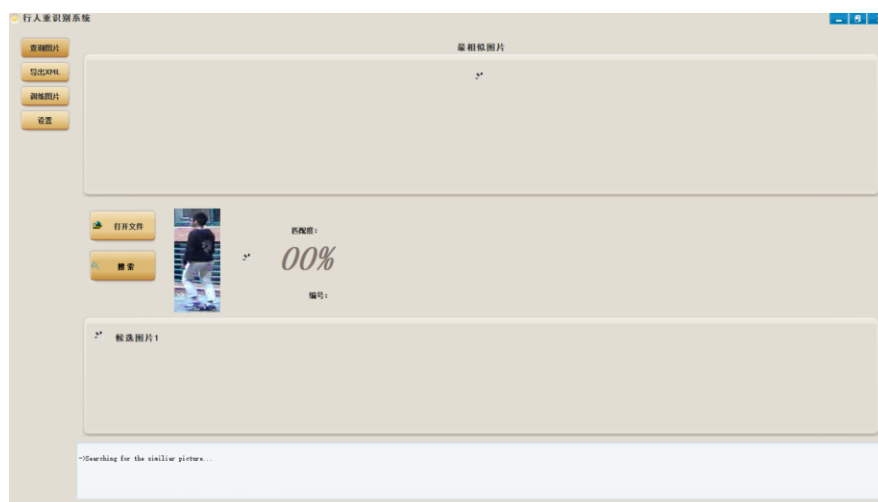 行人重识别系统
查询图片
导出XML
训练图片
设置
最相似图片
打开文件
搜索
匹配度:
00%
编号:
候选图片1
->Searching for the similiar picture...